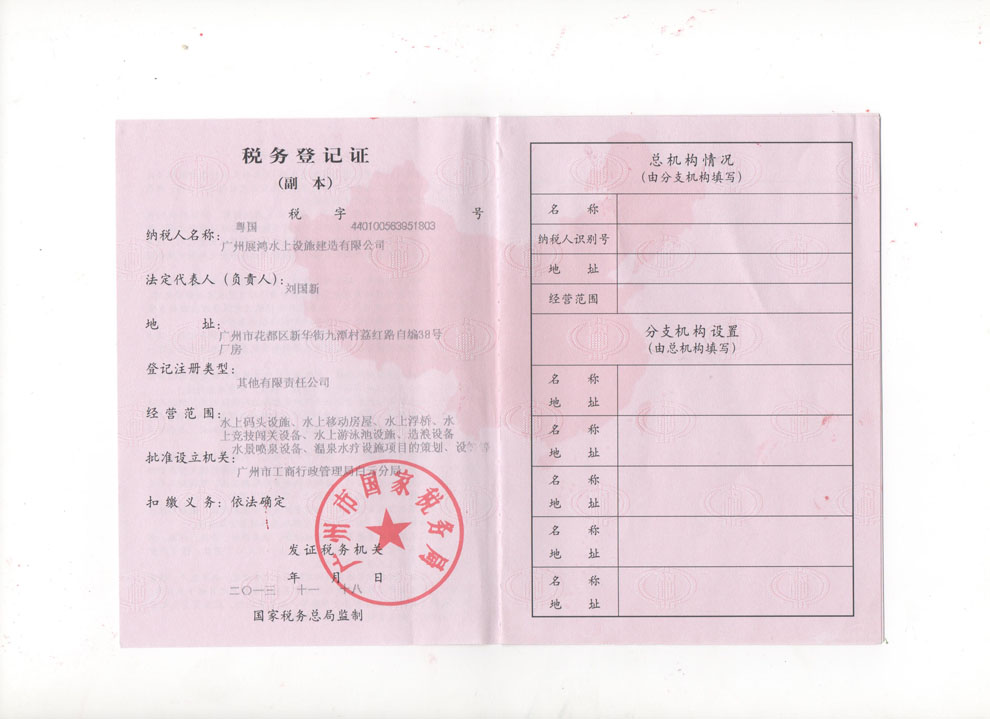 税务登记证
(副 本)
税 字 号
粤国 440100583951803
纳税人名称:
广州展鸿水上设施建造有限公司
法定代表人(负责人):
刘国新
地 址:
广州市花都区新华街九潭村荔红路自编38号
厂房
登记注册类型:
其他有限责任公司
经营范围:
水上码头设施、水上移动房屋、水上浮桥、水
上竞技闯关设备、水上游泳池设施、造浪设备
水景喷泉设备、温泉水疗设施项目的策划、设
批准设立机关:
广州市工商行政管理局白云分局
扣缴义务:依法确定
广州市国家税务局
发证税务机关
年 月 日
二〇一三 十一 十八
国家税务总局监制
总机构情况
(由分支机构填写)
名 称
纳税人识别号
地 址
经营范围
分支机构设置
(由总机构填写)
名 称
地 址
名 称
地 址
名 称
地 址
名 称
地 址
名 称
地 址